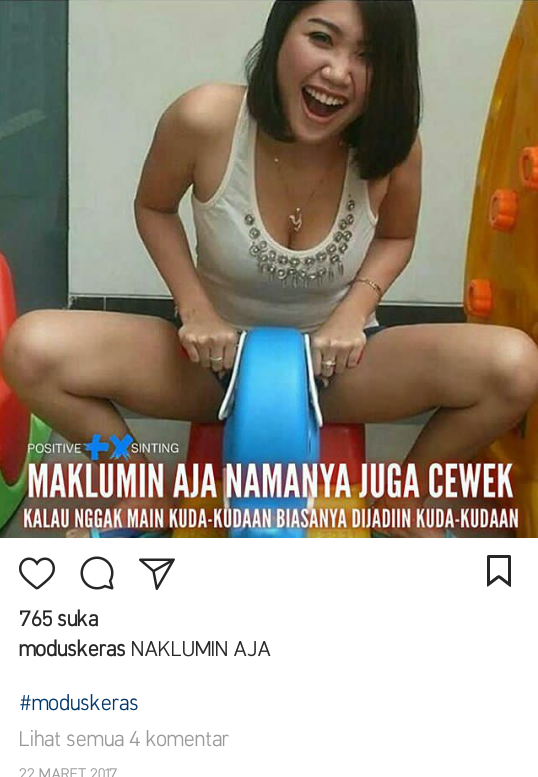 POSITIVE +X SINTING
MAKLUMIN AJA NAMANYA JUGA CEWEK
KALAU NGGAK MAIN KUDA-KUDAAN BIASANYA DIJADIIN KUDA-KUDAAN
765 suka
moduskeras NAKLUMIN AJA
#moduskeras
Lihat semua 4 komentar
22 MARET 2017